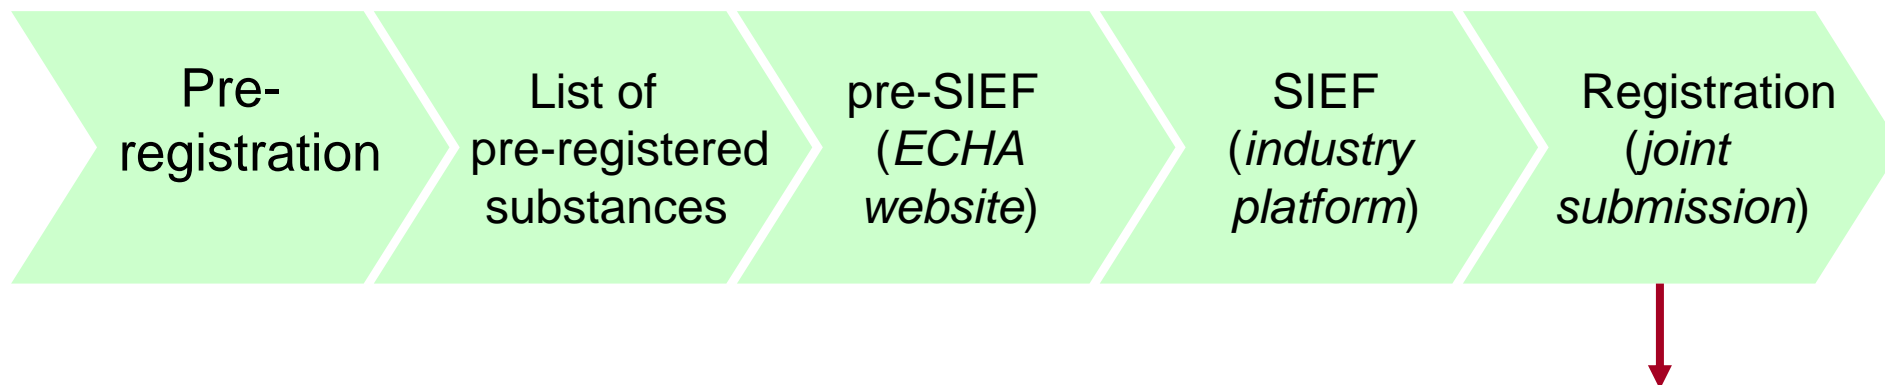 Pre-
registration
List of
pre-registered
substances
pre-SIEF
(ECHA
website)
SIEF
(industry
platform)
Registration
(joint
submission)